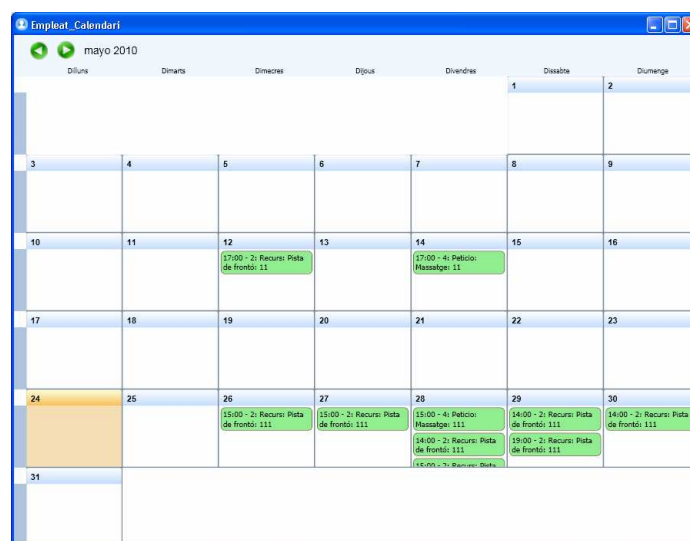 Empleat_Calendari
mayo 2010
Dilluns Dimarts Dimecres Dijous Divendres Dissabte Diumenge
1 2
3 4 5 6 7 8 9
10 11 12 13 14 15 16
17:00 - 2: Recurs: Pista
de frontó: 11
17:00 - 4: Peticio:
Massatge: 11
17 18 19 20 21 22 23
24 25 26 27 28 29 30
15:00 - 2: Recurs: Pista
de frontó: 111
15:00 - 2: Recurs: Pista
de frontó: 111
15:00 - 4: Peticio:
Massatge: 111
14:00 - 2: Recurs: Pista
de frontó: 111
15:00 - 2: Recurs: Pista
14:00 - 2: Recurs: Pista
de frontó: 111
19:00 - 2: Recurs: Pista
de frontó: 111
14:00 - 2: Recurs: Pista
de frontó: 111
31